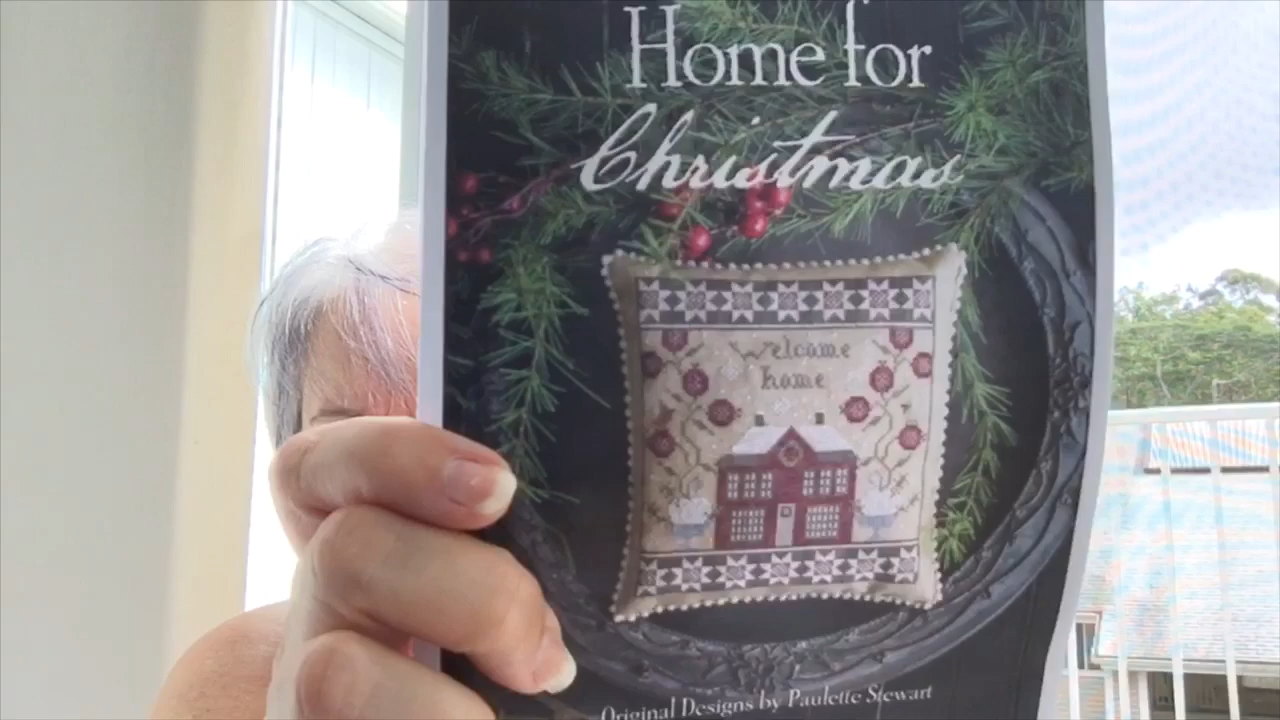 Home for
Christmas
Welcome
home
Original Designs by Paulette Stewart